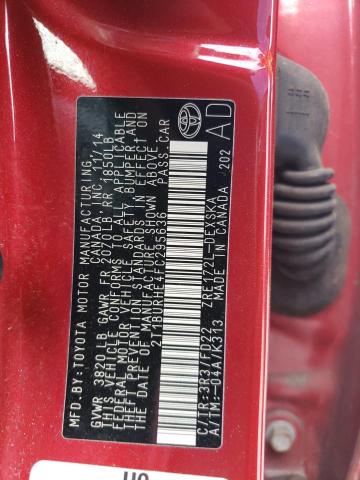 MFD.BY:TOYOTA MOTOR MANUFACTURING
CANADA, INC. 11/14
GVWR 3820LB GAWR FR 2070LB RR 1850LB
THIS VEHICLE CONFORMS TO ALL APPLICABLE
FEDERAL MOTOR VEHICLE SAFETY, BUMPER, AND
THEFT PREVENTION STANDARDS IN EFFECT ON
THE DATE OF MANUFACTURE SHOWN ABOVE.
2T1BURHE4FC295636 PASS.CAR
C/TR:3R3/FD22 ZRE172L-DEXSKA
A/TM:-04A/K313 MADE IN CANADA 202
AD